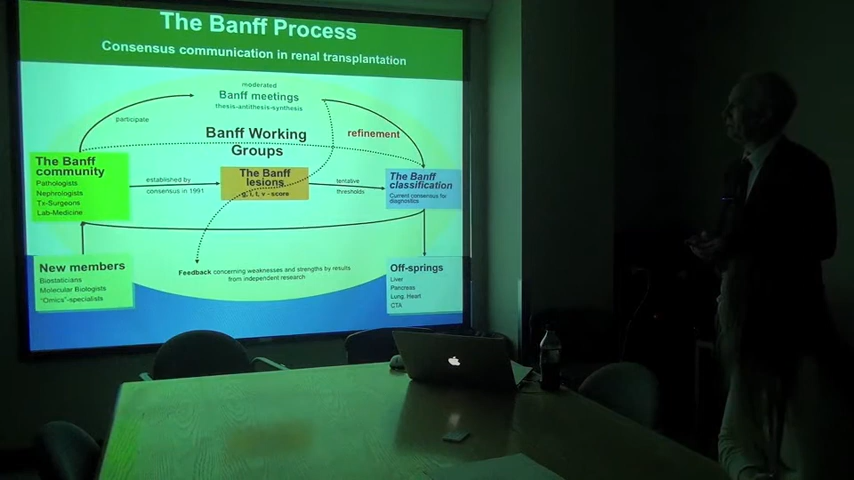 The Banff Process
Consensus communication in renal transplantation
moderated
Banff meetings
thesis-antithesis-synthesis
participate
Banff Working
Groups
refinement
The Banff
community
Pathologists
Nephrologists
Tx-Surgeons
Lab-Medicine
established by
consensus in 1991
The Banff
lesions
g, i, t, v - score
tentative
thresholds
The Banff
classification
Current consensus for
diagnostics
New members
Biostaticians
Molecular Biologists
"Omics"-specialists
Feedback concerning weaknesses and strengths by results
from independent research
Off-springs
Liver
Pancreas
Lung, Heart
CTA